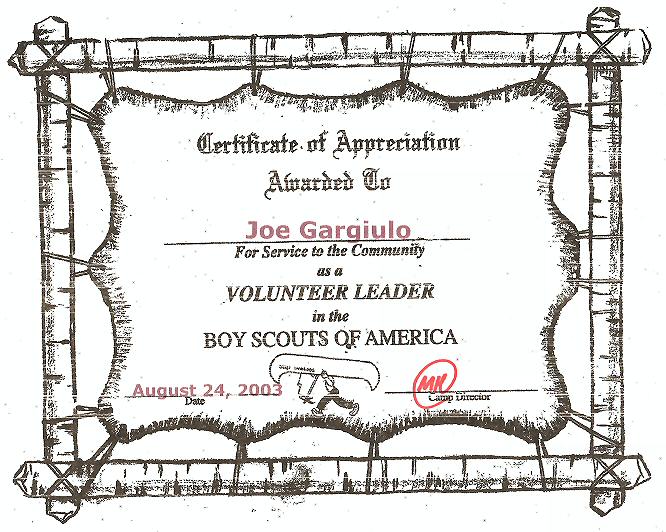 Certificate of Appreciation
Awarded To
Joe Gargiulo
For Service to the Community
as a
VOLUNTEER LEADER
in the
BOY SCOUTS OF AMERICA
August 24, 2003
Date
Camp Director